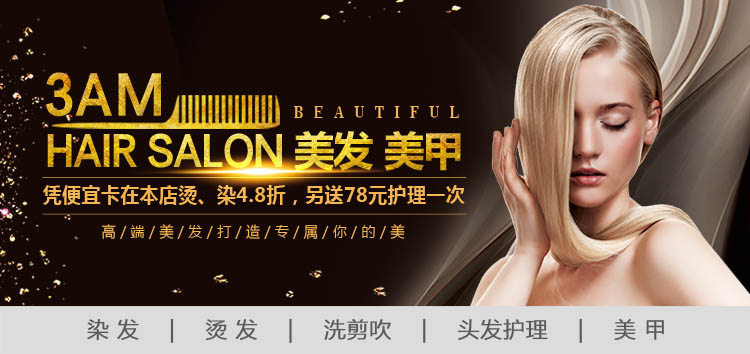 3AM
BEAUTIFUL
HAIR SALON 美发 美甲
凭便宜卡在本店烫、染4.8折，另送78元护理一次
高/端/美/发/打/造/专/属/你/的/美
染发 | 烫发 | 洗剪吹 | 头发护理 | 美甲